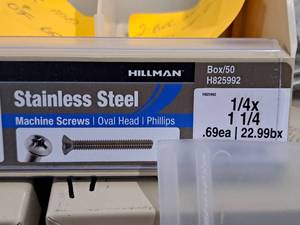 HILLMAN
Box/50
H825992
Stainless Steel
Machine Screws | Oval Head | Phillips
H825992
1/4x
1 1/4
.69ea | 22.99bx